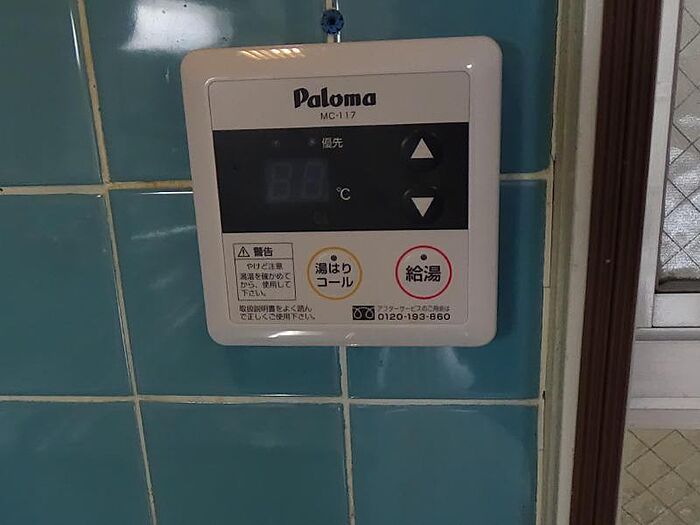 Paloma
MC-117
優先
℃
警告
やけど注意
湯温を確かめて
から、使用して
下さい。
取扱説明書をよく読ん
で正しくご使用下さい。
湯はり
コール
給湯
アフターサービスのご用命は
0120-193-860